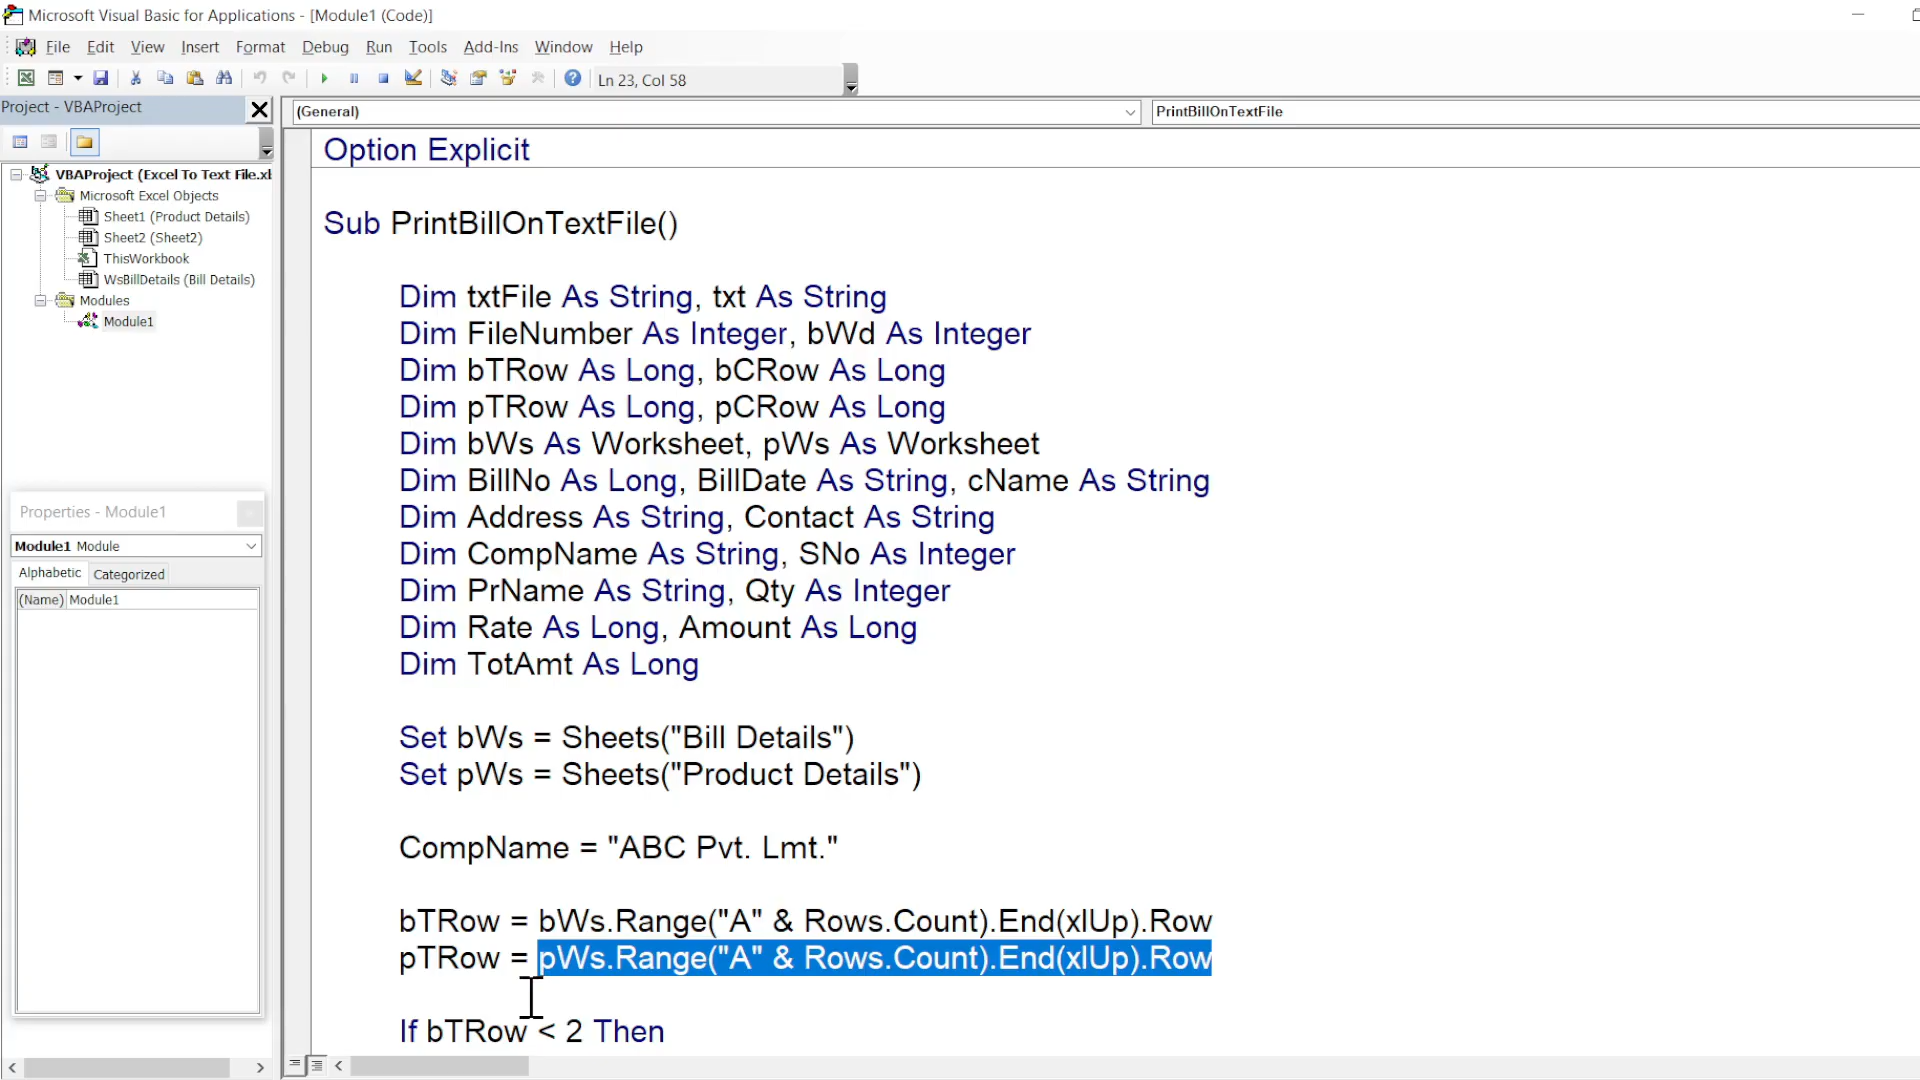 Microsoft Visual Basic for Applications - [Module1 (Code)]
File Edit View Insert Format Debug Run Tools Add-Ins Window Help
Ln 23, Col 58
Project - VBAProject
(General)
PrintBillOnTextFile
VBAProject (Excel To Text File.xl
Microsoft Excel Objects
Sheet1 (Product Details)
Sheet2 (Sheet2)
ThisWorkbook
WsBillDetails (Bill Details)
Modules
Module1
Properties - Module1
Module1 Module
Alphabetic Categorized
(Name) Module1
Option Explicit
Sub PrintBillOnTextFile()
Dim txtFile As String, txt As String
Dim FileNumber As Integer, bWd As Integer
Dim bTRow As Long, bCRow As Long
Dim pTRow As Long, pCRow As Long
Dim bWs As Worksheet, pWs As Worksheet
Dim BillNo As Long, BillDate As String, cName As String
Dim Address As String, Contact As String
Dim CompName As String, SNo As Integer
Dim PrName As String, Qty As Integer
Dim Rate As Long, Amount As Long
Dim TotAmt As Long
Set bWs = Sheets("Bill Details")
Set pWs = Sheets("Product Details")
CompName = "ABC Pvt. Lmt."
bTRow = bWs.Range("A" & Rows.Count).End(xlUp).Row
pTRow = pWs.Range("A" & Rows.Count).End(xlUp).Row
If bTRow < 2 Then